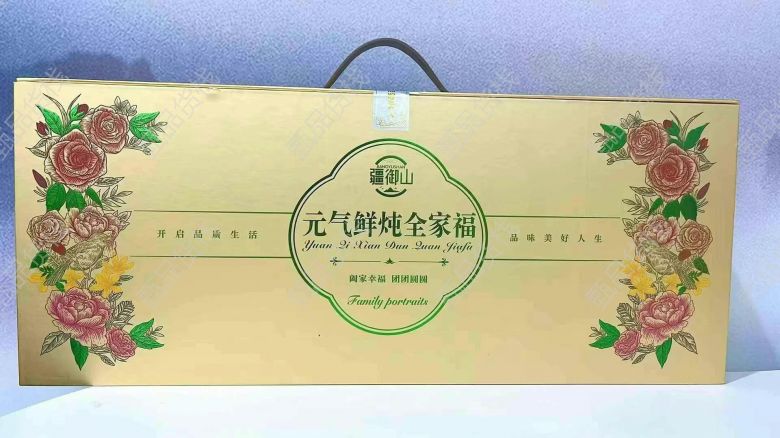 JIANGYUSHAN
疆御山
元气鲜炖全家福
Yuan Qi Xian Dun Quan Jiafu
开启品质生活
品味美好人生
阖家幸福 团团圆圆
Family portraits